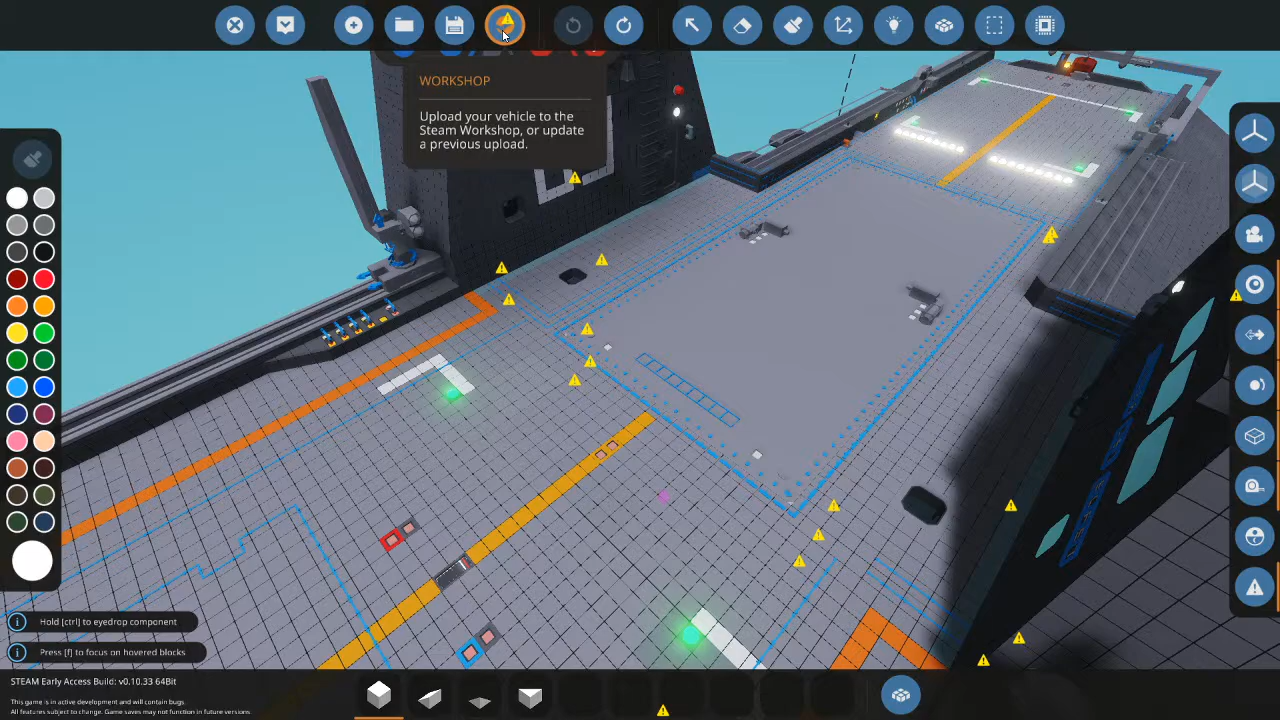 WORKSHOP
Upload your vehicle to the
Steam Workshop, or update
a previous upload.
Hold [ctrl] to eyedrop component
Press [f] to focus on hovered blocks
STEAM Early Access Build: v0.10.33 64Bit
This game is in active development and will contain bugs
All features subject to change. Game saves may not function in future versions